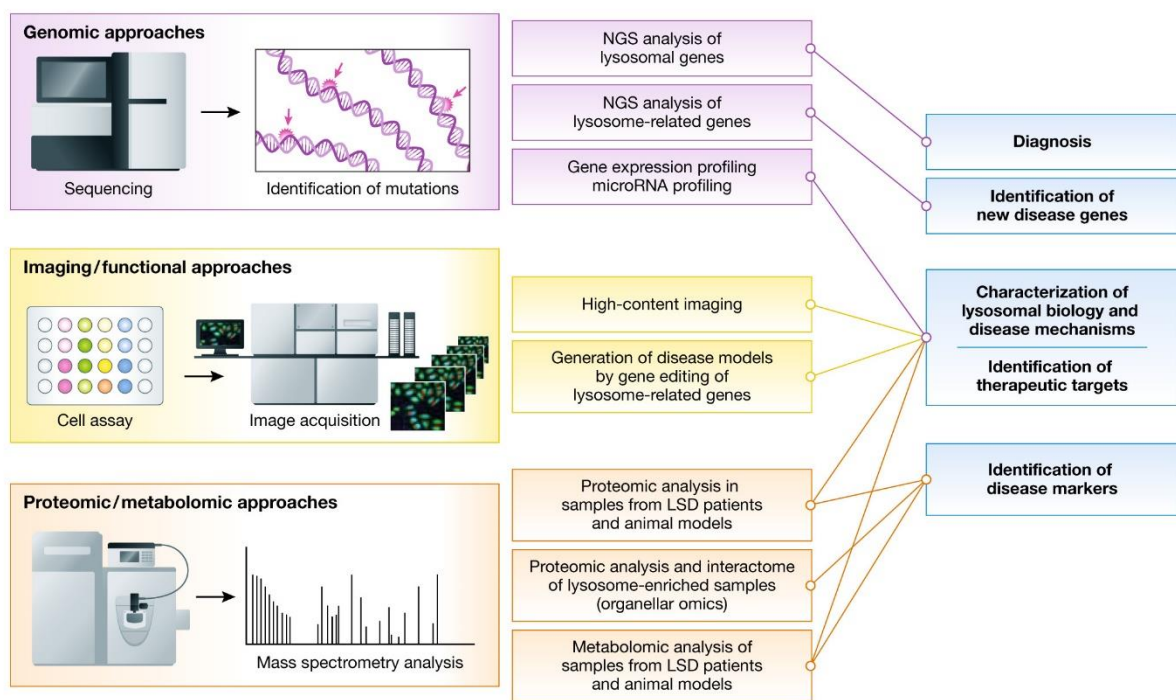 Genomic approaches
Sequencing
Identification of mutations
NGS analysis of
lysosomal genes
NGS analysis of
lysosome-related genes
Gene expression profiling
microRNA profiling
Diagnosis
Identification of
new disease genes
Imaging/functional approaches
Cell assay
Image acquisition
High-content imaging
Generation of disease models
by gene editing of
lysosome-related genes
Characterization of
lysosomal biology and
disease mechanisms
Identification of
therapeutic targets
Proteomic/metabolomic approaches
Mass spectrometry analysis
Proteomic analysis in
samples from LSD patients
and animal models
Proteomic analysis and interactome
of lysosome-enriched samples
(organellar omics)
Metabolomic analysis of
samples from LSD patients
and animal models
Identification of
disease markers